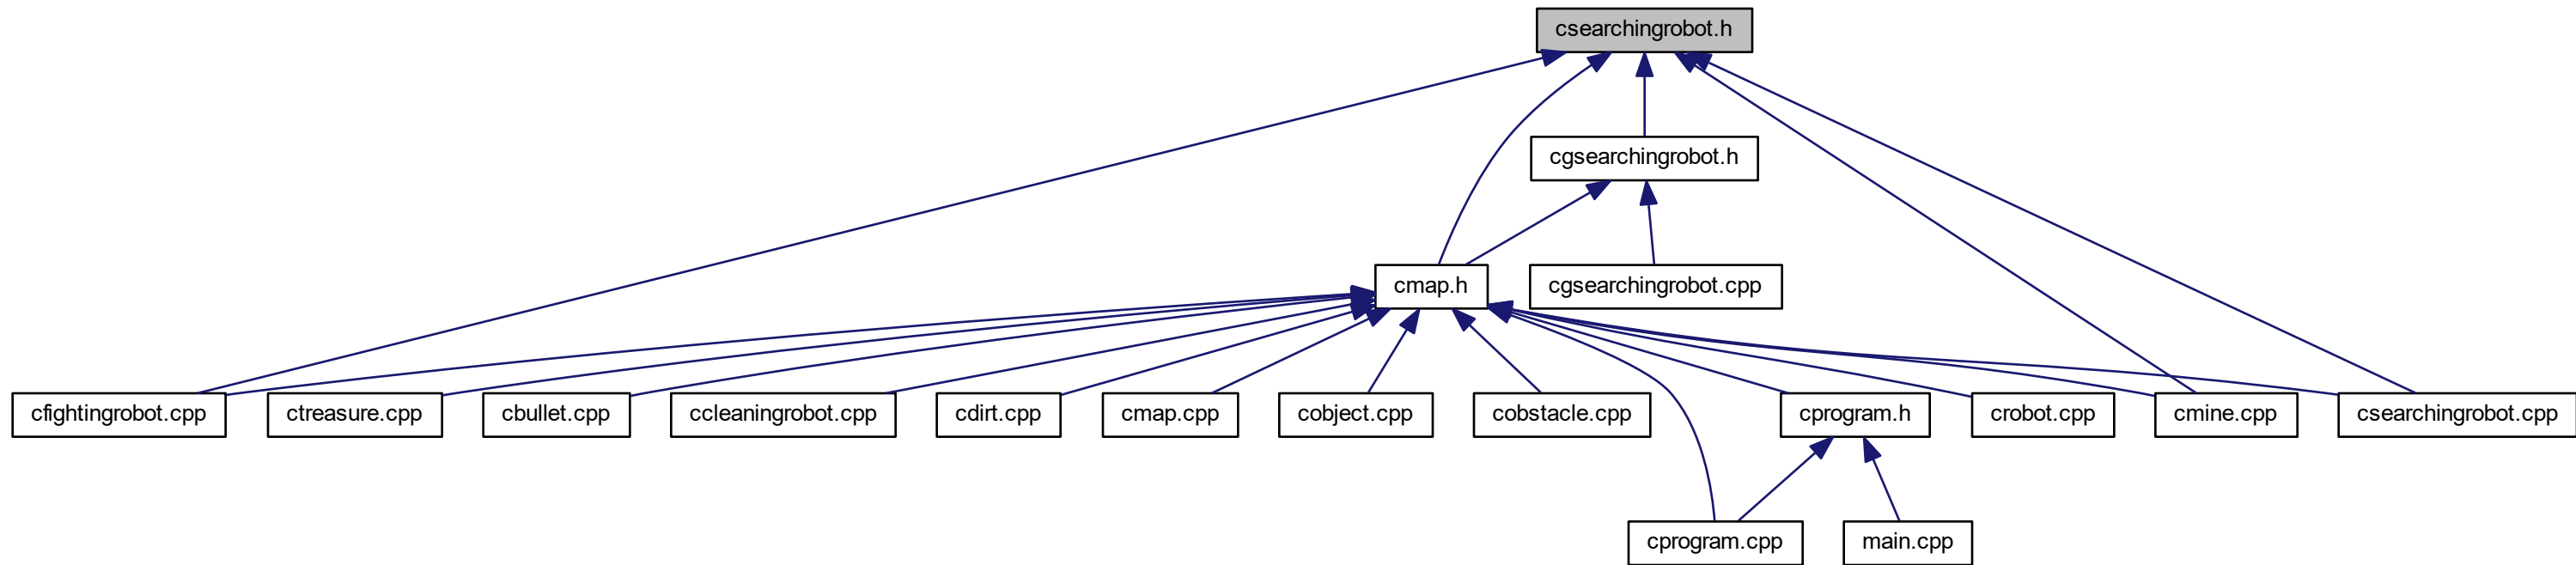 csearchingrobot.h
cgsearchingrobot.h
cmap.h
cgsearchingrobot.cpp
cfightingrobot.cpp
ctreasure.cpp
cbullet.cpp
ccleaningrobot.cpp
cdirt.cpp
cmap.cpp
cobject.cpp
cobstacle.cpp
cprogram.h
crobot.cpp
cmine.cpp
csearchingrobot.cpp
cprogram.cpp
main.cpp